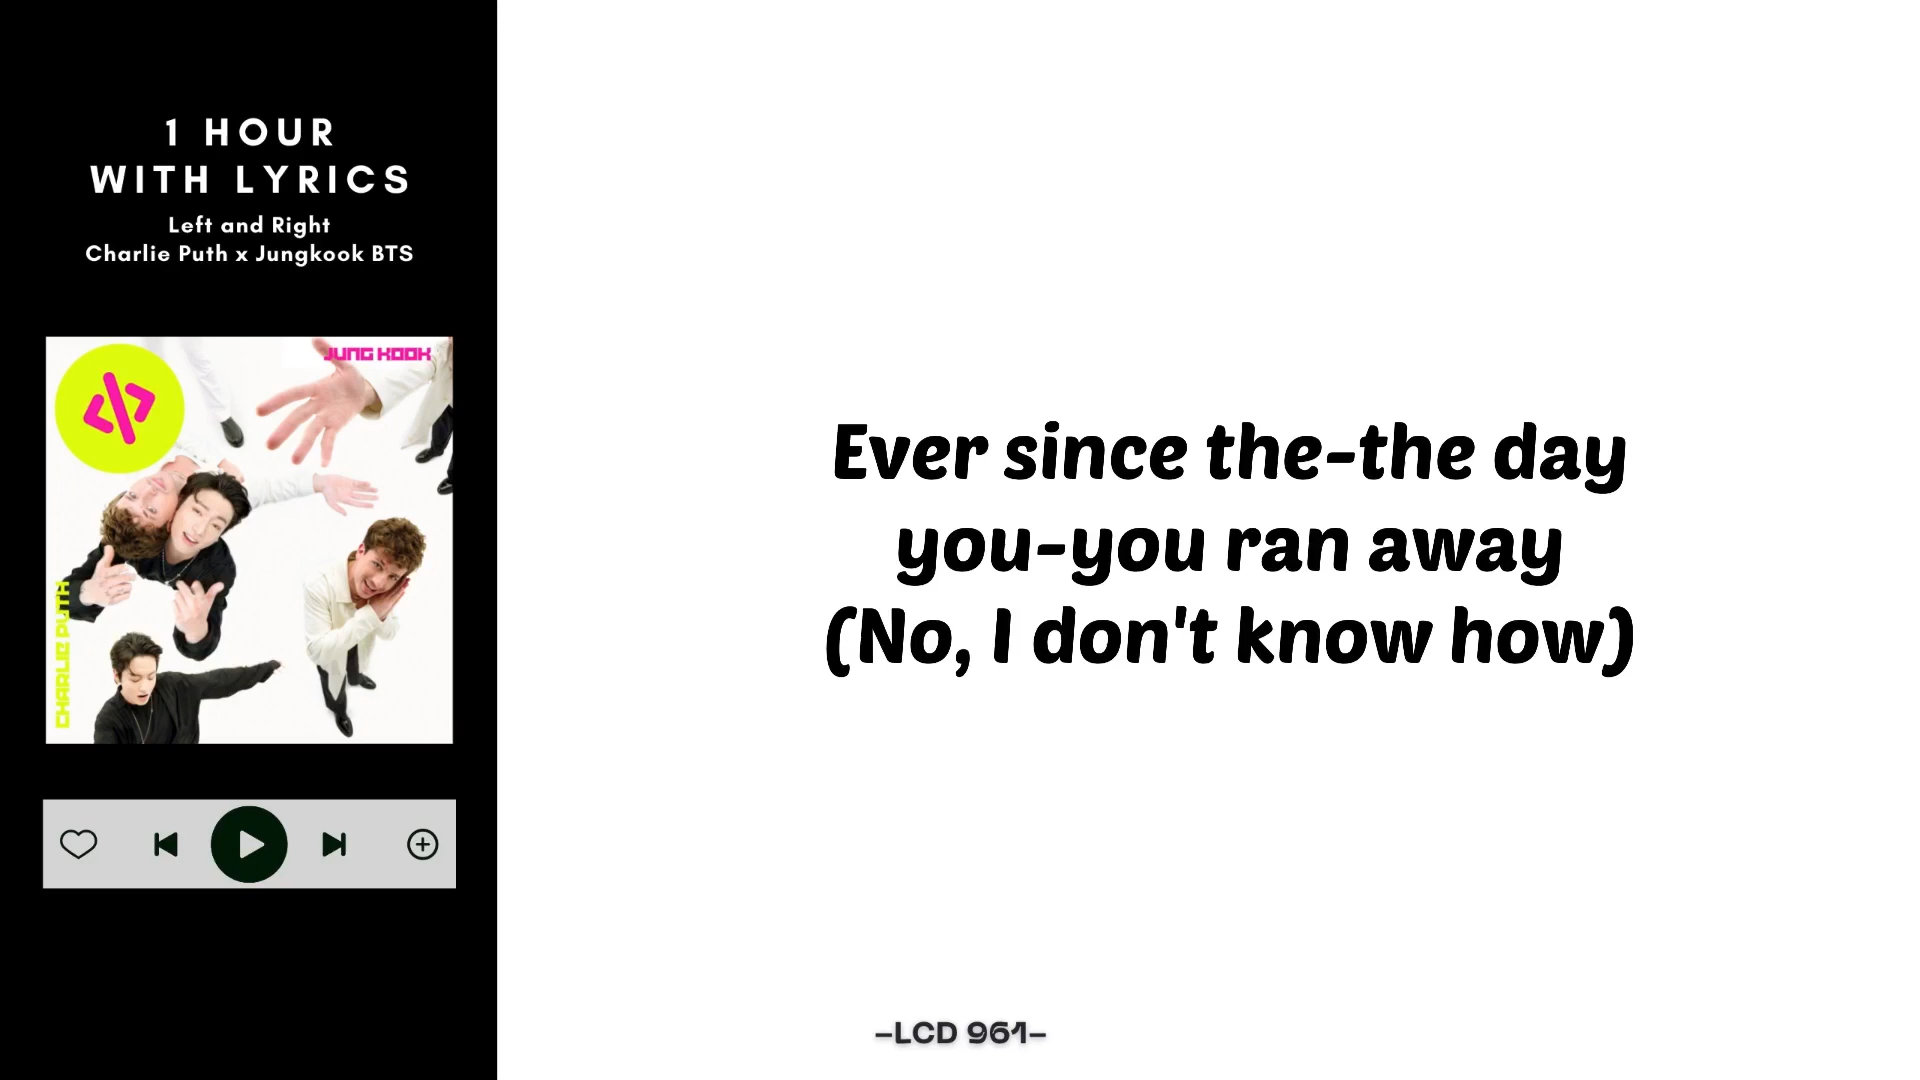 1 HOUR
WITH LYRICS
Left and Right
Charlie Puth x Jungkook BTS
JUNG KOOK
CHARLIE PUTH
Ever since the-the day
you-you ran away
(No, I don't know how)
–LCD 961–